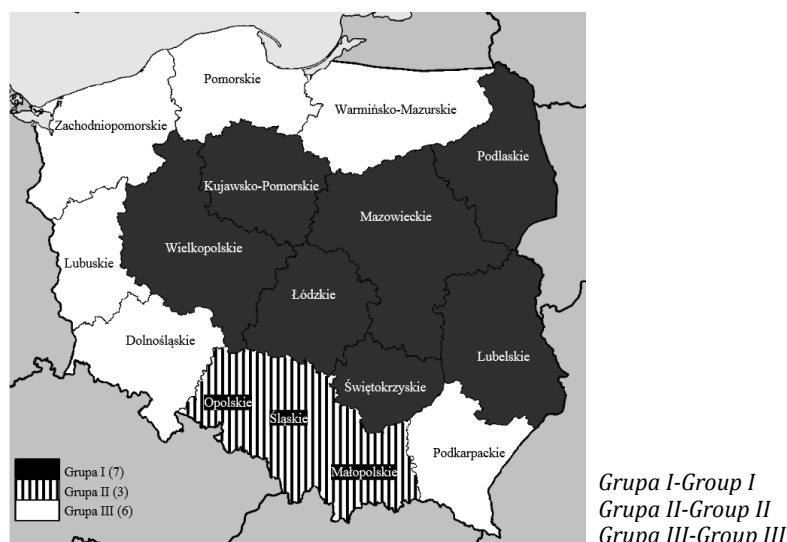 Pomorskie
Warmińsko-Mazurskie
Zachodniopomorskie
Podlaskie
Kujawsko-Pomorskie
Mazowieckie
Wielkopolskie
Lubuskie
Łódzkie
Dolnośląskie
Lubelskie
Świętokrzyskie
Opolskie
Śląskie
Podkarpackie
Małopolskie
Grupa I (7)
Grupa II (3)
Grupa III (6)
Grupa I-Group I
Grupa II-Group II
Grupa III-Group III